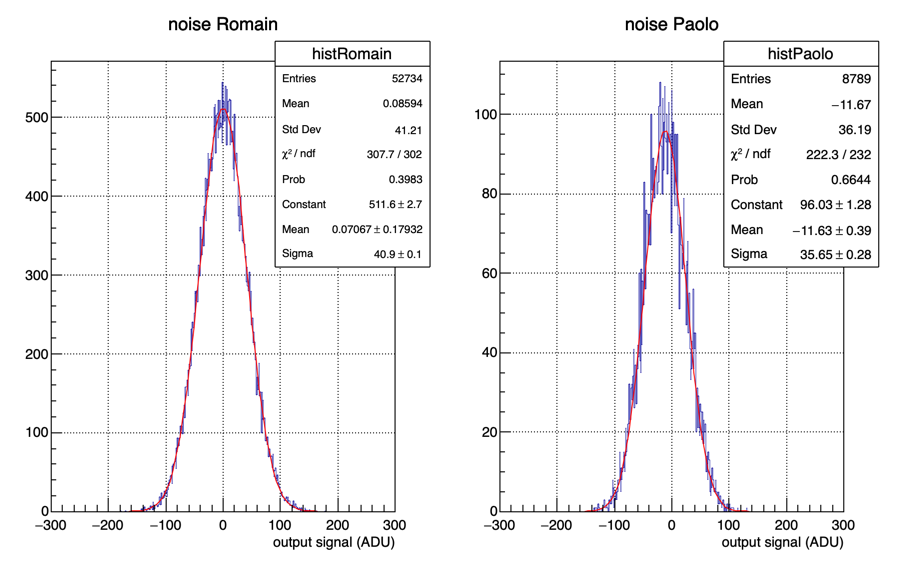 noise Romain
histRomain
Entries 52734
Mean 0.08594
Std Dev 41.21
χ² / ndf 307.7 / 302
Prob 0.3983
Constant 511.6 ± 2.7
Mean 0.07067 ± 0.17932
Sigma 40.9 ± 0.1
500
400
300
200
100
0
−300 −200 −100 0 100 200 300
output signal (ADU)
noise Paolo
histPaolo
Entries 8789
Mean −11.67
Std Dev 36.19
χ² / ndf 222.3 / 232
Prob 0.6644
Constant 96.03 ± 1.28
Mean −11.63 ± 0.39
Sigma 35.65 ± 0.28
100
80
60
40
20
0
−300 −200 −100 0 100 200 300
output signal (ADU)